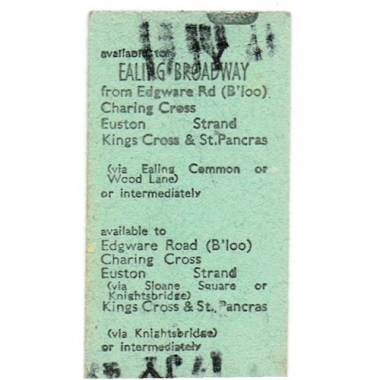 available to
EALING BROADWAY
from Edgware Rd (B'loo)
Charing Cross
Euston Strand
Kings Cross & St. Pancras
(via Ealing Common or
Wood Lane)
or intermediately
available to
Edgware Road (B'loo)
Charing Cross
Euston Strand
(via Sloane Square or
Knightsbridge)
Kings Cross & St. Pancras
(via Knightsbridge)
or intermediately